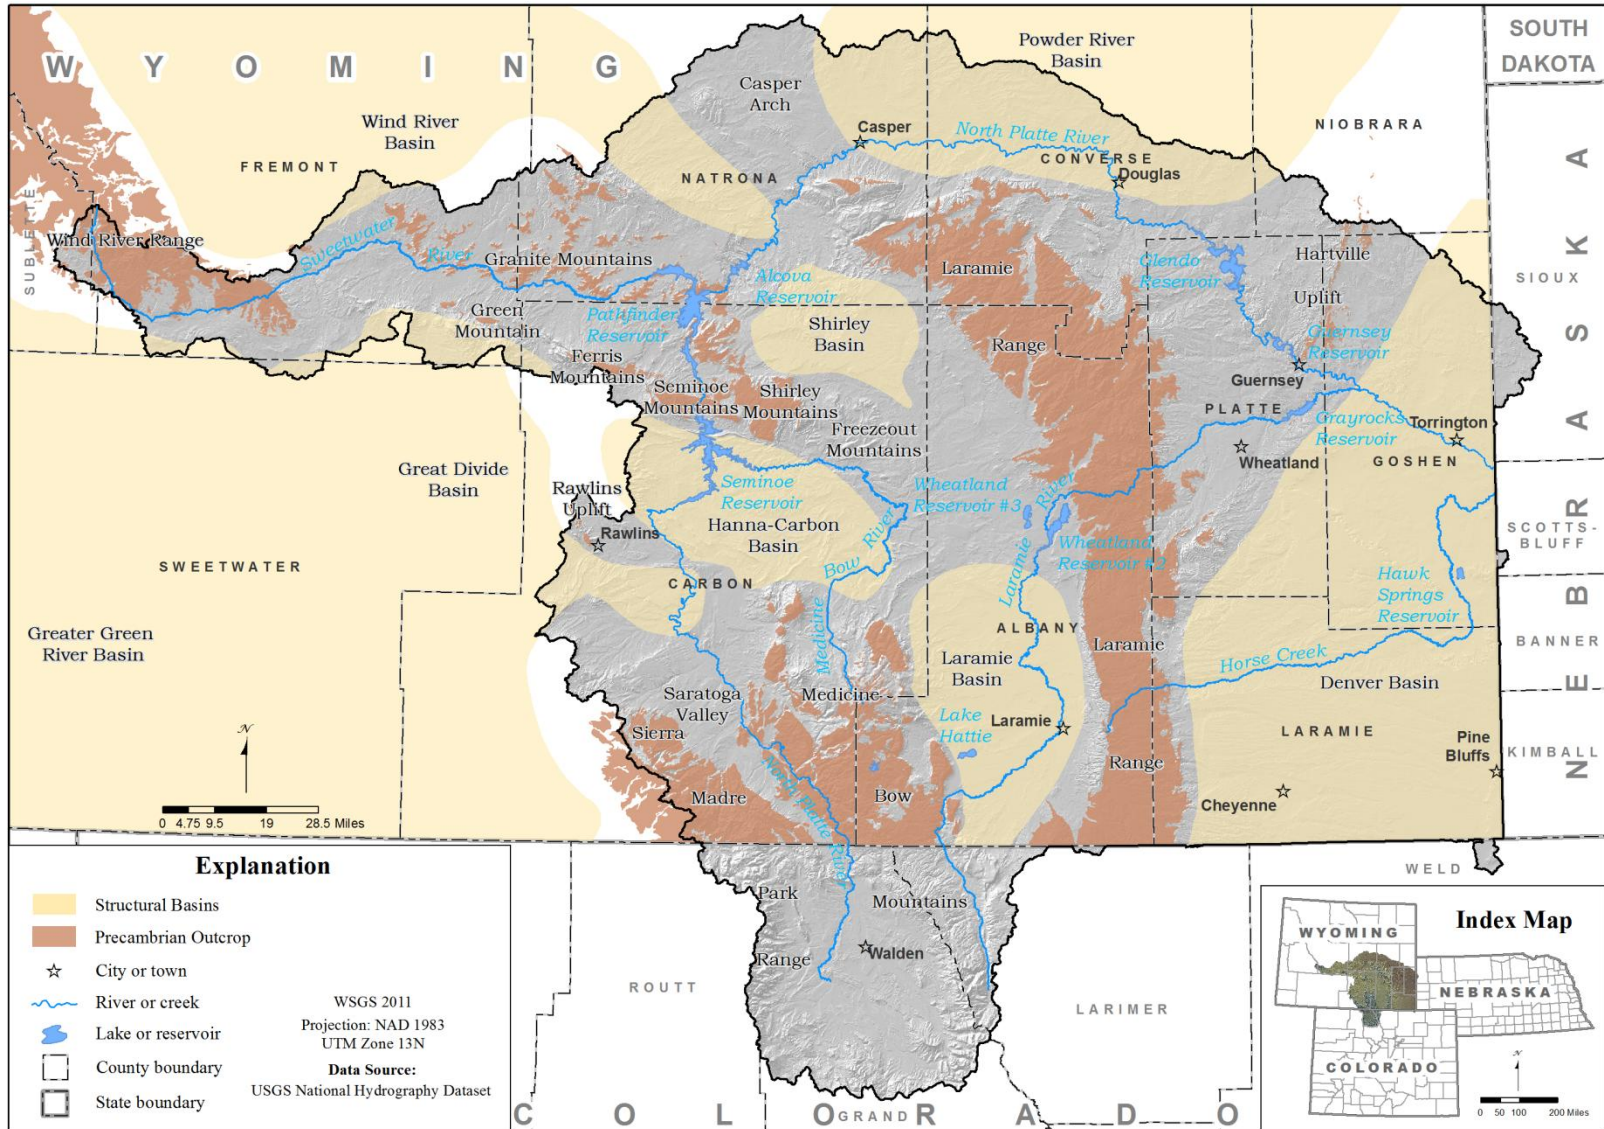 WYOMING
SOUTH
DAKOTA
NEBRASKA
COLORADO
Powder River
Basin
Casper
Arch
Wind River
Basin
FREMONT
NATRONA
Casper
North Platte River
CONVERSE
Douglas
NIOBRARA
SUBLETTE
Wind River Range
Sweetwater
River
Granite Mountains
Alcova
Reservoir
Laramie
Glendo
Reservoir
Hartville
Uplift
SIOUX
Green
Mountain
Pathfinder
Reservoir
Shirley
Basin
Range
Guernsey
Reservoir
Ferris
Mountains
Seminoe
Mountains
Shirley
Mountains
Guernsey
PLATTE
Grayrocks
Reservoir
Torrington
Freezeout
Mountains
Wheatland
GOSHEN
Great Divide
Basin
Rawlins
Uplift
Seminoe
Reservoir
Wheatland
Reservoir #3
Laramie River
Hanna-Carbon
Basin
Rawlins
Bow River
Wheatland
Reservoir #2
SCOTTS-
BLUFF
SWEETWATER
CARBON
Hawk
Springs
Reservoir
Greater Green
River Basin
Medicine
ALBANY
Laramie
BANNER
Horse Creek
Laramie
Basin
Denver Basin
Saratoga
Valley
Medicine
Sierra
Lake
Hattie
Laramie
LARAMIE
Pine
Bluffs
KIMBALL
Range
North Platte River
Madre
Bow
Cheyenne
N
0 4.75 9.5 19 28.5 Miles
WELD
Park
Range
Mountains
Walden
ROUTT
LARIMER
GRAND
Explanation
Structural Basins
Precambrian Outcrop
City or town
River or creek
Lake or reservoir
County boundary
State boundary
WSGS 2011
Projection: NAD 1983
UTM Zone 13N
Data Source:
USGS National Hydrography Dataset
Index Map
WYOMING
NEBRASKA
COLORADO
N
0 50 100 200 Miles